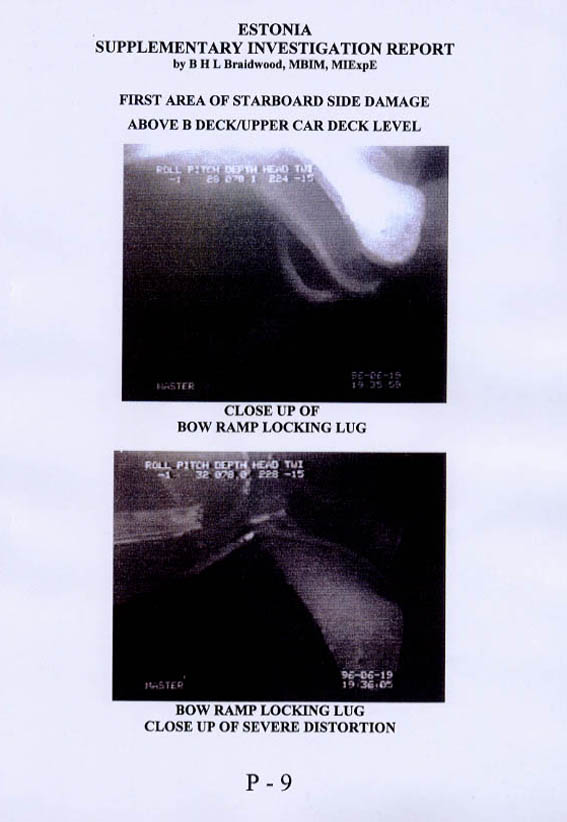 ESTONIA
SUPPLEMENTARY INVESTIGATION REPORT
by B H L Braidwood, MBIM, MIExpE
FIRST AREA OF STARBOARD SIDE DAMAGE
ABOVE B DECK/UPPER CAR DECK LEVEL
ROLL PITCH DEPTH HEAD TWI
-1 28 078.1 224 -15
96-06-19
MASTER 19:35:59
CLOSE UP OF
BOW RAMP LOCKING LUG
ROLL PITCH DEPTH HEAD TWI
-1 32 078.0 228 -15
96-06-19
MASTER 19:36:05
BOW RAMP LOCKING LUG
CLOSE UP OF SEVERE DISTORTION
P - 9